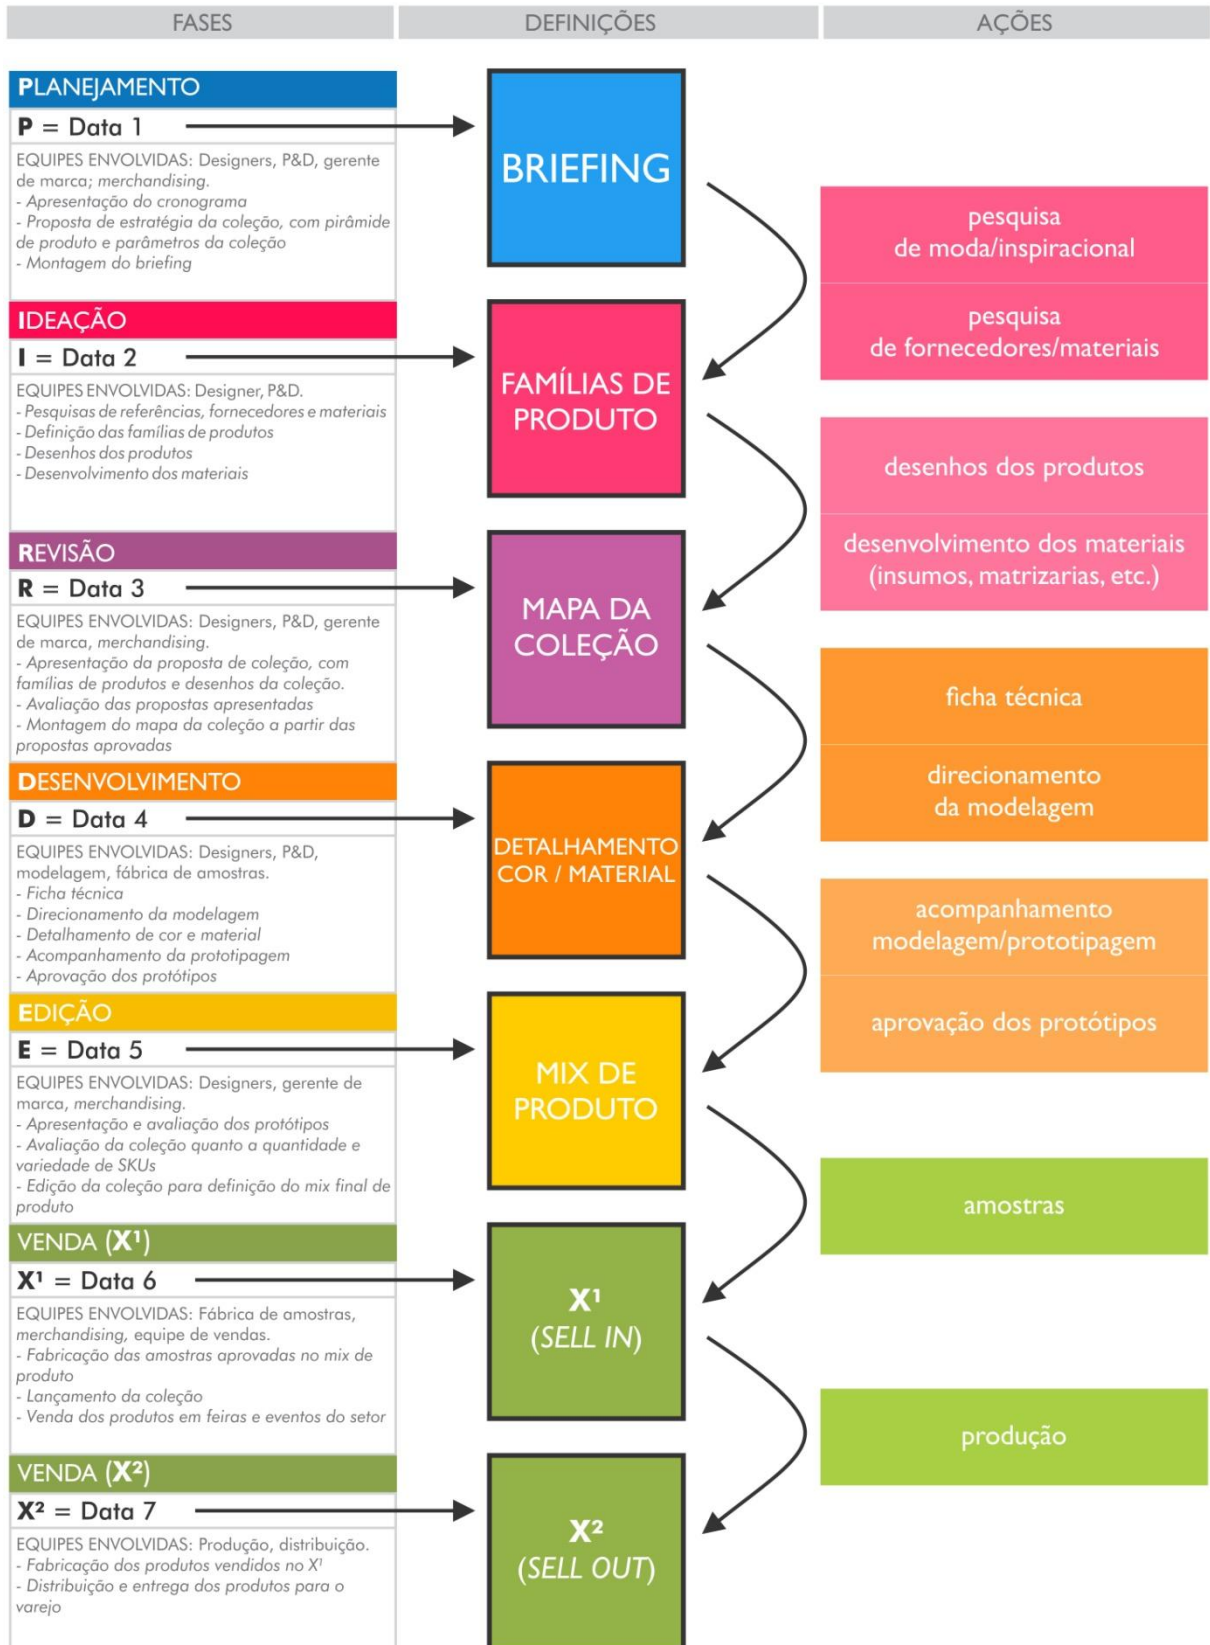 FASES
DEFINIÇÕES
AÇÕES
PLANEJAMENTO
P = Data 1
EQUIPES ENVOLVIDAS: Designers, P&D, gerente
de marca; merchandising.
- Apresentação do cronograma
- Proposta de estratégia da coleção, com pirâmide
de produto e parâmetros da coleção
- Montagem do briefing
BRIEFING
pesquisa
de moda/inspiracional
pesquisa
de fornecedores/materiais
IDEAÇÃO
I = Data 2
EQUIPES ENVOLVIDAS: Designer, P&D.
- Pesquisas de referências, fornecedores e materiais
- Definição das famílias de produtos
- Desenhos dos produtos
- Desenvolvimento dos materiais
FAMÍLIAS DE
PRODUTO
desenhos dos produtos
desenvolvimento dos materiais
(insumos, matrizarias, etc.)
REVISÃO
R = Data 3
EQUIPES ENVOLVIDAS: Designers, P&D, gerente
de marca, merchandising.
- Apresentação da proposta de coleção, com
famílias de produtos e desenhos da coleção.
- Avaliação das propostas apresentadas
- Montagem do mapa da coleção a partir das
propostas aprovadas
MAPA DA
COLEÇÃO
ficha técnica
direcionamento
da modelagem
DESENVOLVIMENTO
D = Data 4
EQUIPES ENVOLVIDAS: Designers, P&D,
modelagem, fábrica de amostras.
- Ficha técnica
- Direcionamento da modelagem
- Detalhamento de cor e material
- Acompanhamento da prototipagem
- Aprovação dos protótipos
DETALHAMENTO
COR / MATERIAL
acompanhamento
modelagem/prototipagem
aprovação dos protótipos
EDIÇÃO
E = Data 5
EQUIPES ENVOLVIDAS: Designers, gerente de
marca, merchandising.
- Apresentação e avaliação dos protótipos
- Avaliação da coleção quanto a quantidade e
variedade de SKUs
- Edição da coleção para definição do mix final de
produto
MIX DE
PRODUTO
amostras
VENDA (X¹)
X¹ = Data 6
EQUIPES ENVOLVIDAS: Fábrica de amostras,
merchandising, equipe de vendas.
- Fabricação das amostras aprovadas no mix de
produto
- Lançamento da coleção
- Venda dos produtos em feiras e eventos do setor
X¹
(SELL IN)
produção
VENDA (X²)
X² = Data 7
EQUIPES ENVOLVIDAS: Produção, distribuição.
- Fabricação dos produtos vendidos no X¹
- Distribuição e entrega dos produtos para o
varejo
X²
(SELL OUT)